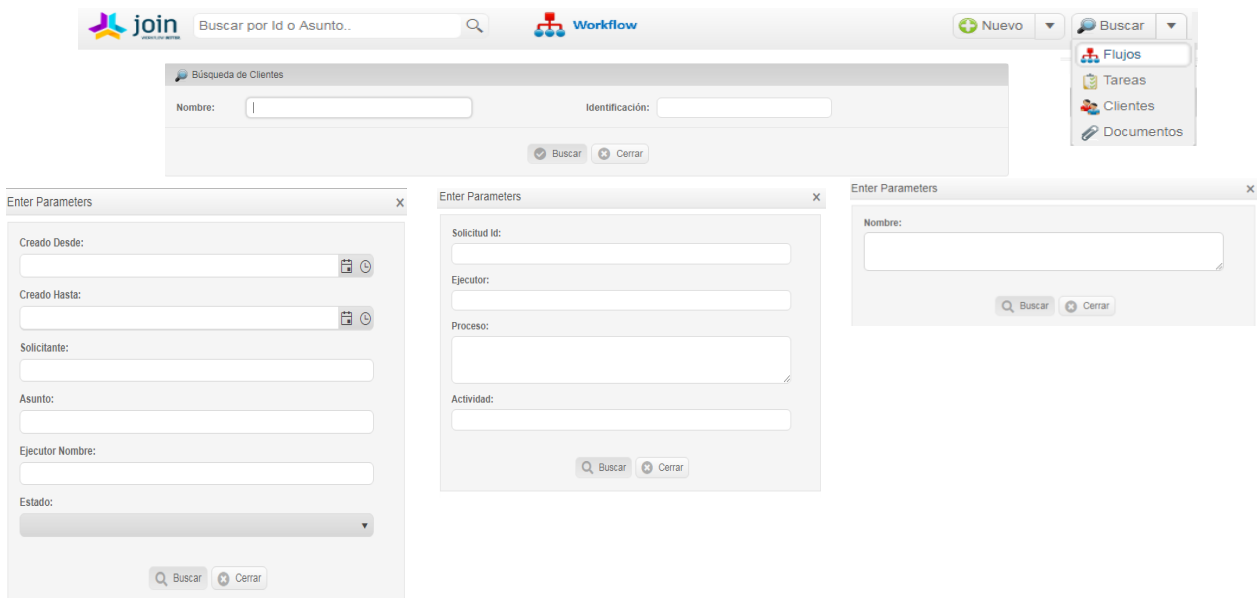 join
Buscar por Id o Asunto..
Workflow
Nuevo
Buscar
Flujos
Tareas
Clientes
Documentos
Búsqueda de Clientes
Nombre:
Identificación:
Buscar
Cerrar
Enter Parameters
x
Creado Desde:
Creado Hasta:
Solicitante:
Asunto:
Ejecutor Nombre:
Estado:
Buscar
Cerrar
Enter Parameters
x
Solicitud Id:
Ejecutor:
Proceso:
Actividad:
Buscar
Cerrar
Enter Parameters
x
Nombre:
Buscar
Cerrar